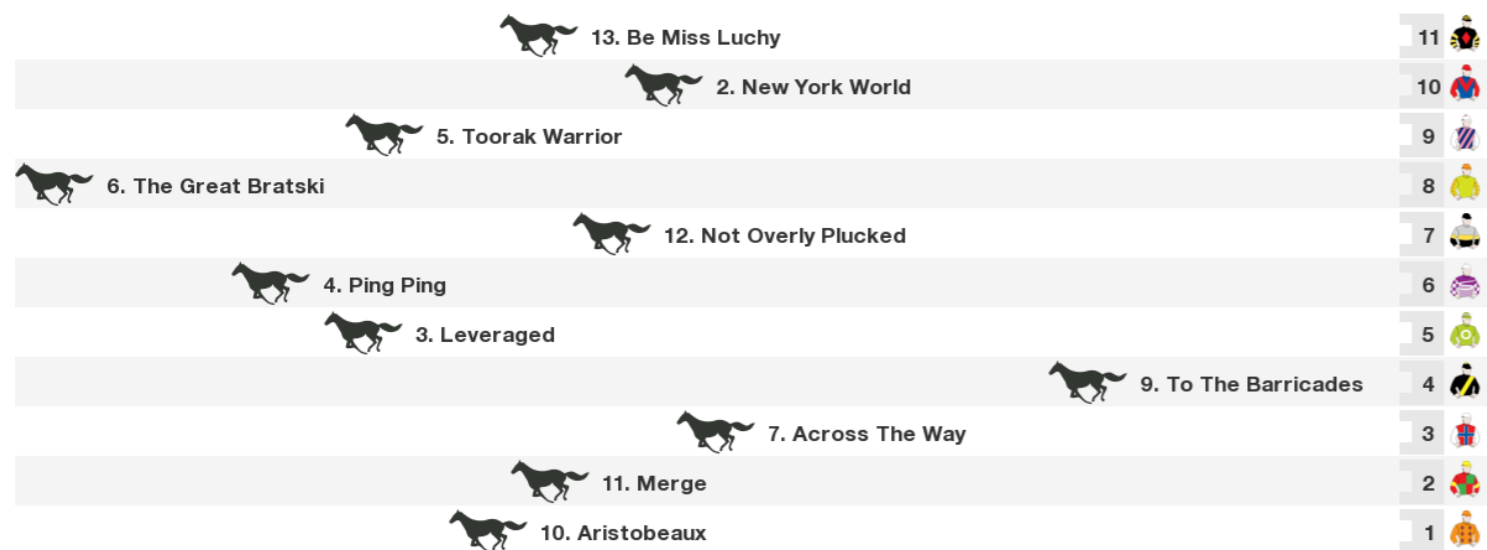 13. Be Miss Luchy 11
2. New York World 10
5. Toorak Warrior 9
6. The Great Bratski 8
12. Not Overly Plucked 7
4. Ping Ping 6
3. Leveraged 5
9. To The Barricades 4
7. Across The Way 3
11. Merge 2
10. Aristobeaux 1